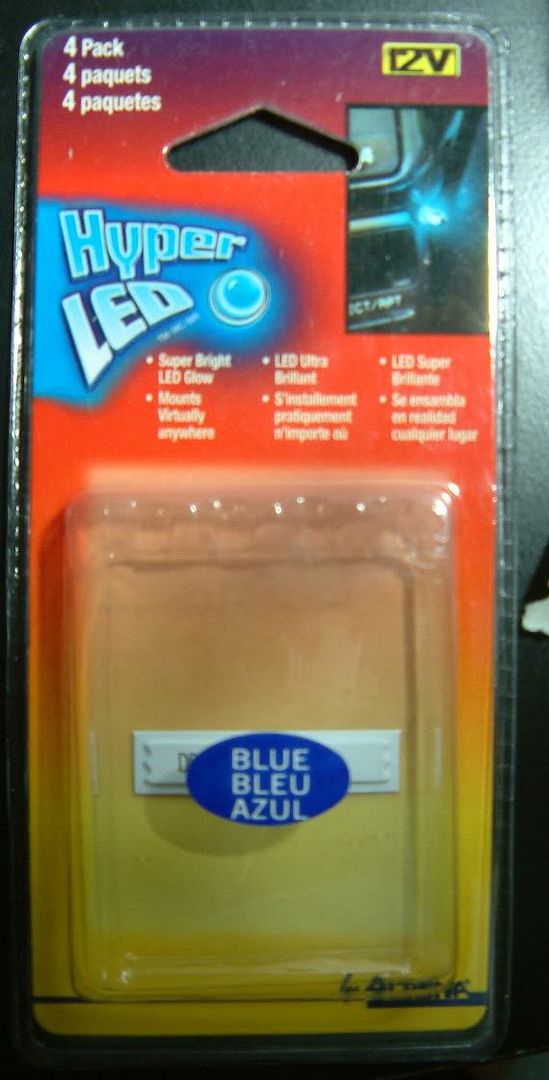 4 Pack
4 paquets
4 paquetes
12V
Hyper
LED
• Super Bright
LED Glow
• Mounts
Virtually
anywhere
• LED Ultra
Brillant
• S'installement
pratiquement
n'importe où
• LED Super
Brillante
• Se ensambla
en realidad
cualquier lugar
BLUE
BLEU
AZUL